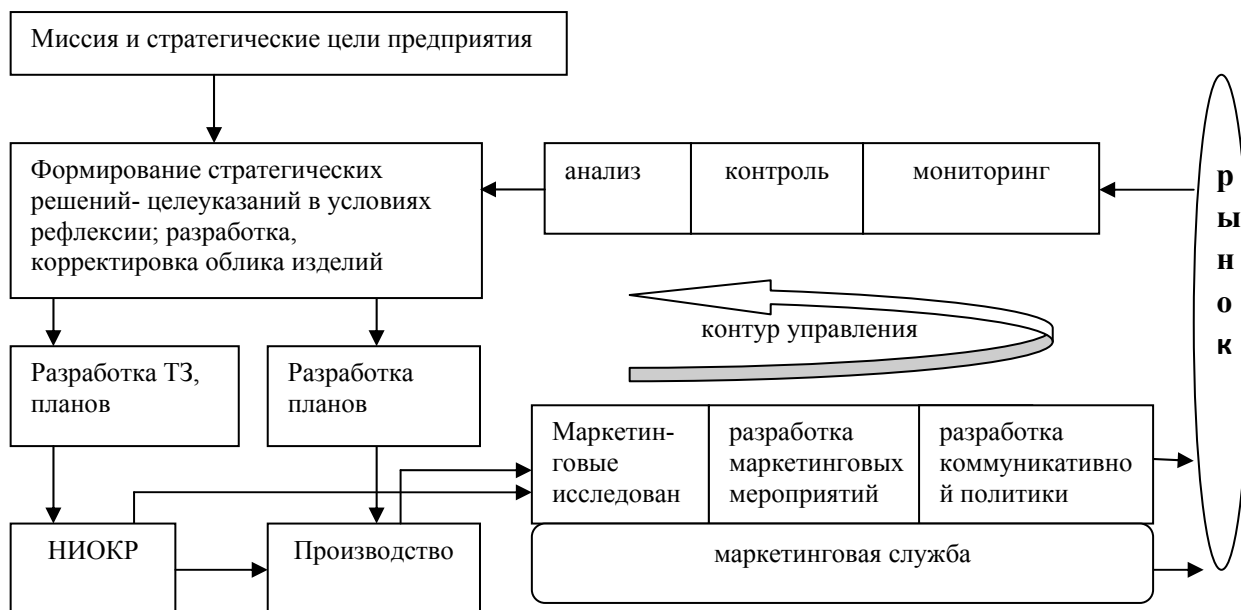 Миссия и стратегические цели предприятия
Формирование стратегических
решений- целеуказаний в условиях
рефлексии; разработка,
корректировка облика изделий
анализ
контроль
мониторинг
рынок
контур управления
Разработка ТЗ,
планов
Разработка
планов
Маркетин-
говые
исследован
разработка
маркетинговых
мероприятий
разработка
коммуникативно
й политики
НИОКР
Производство
маркетинговая служба